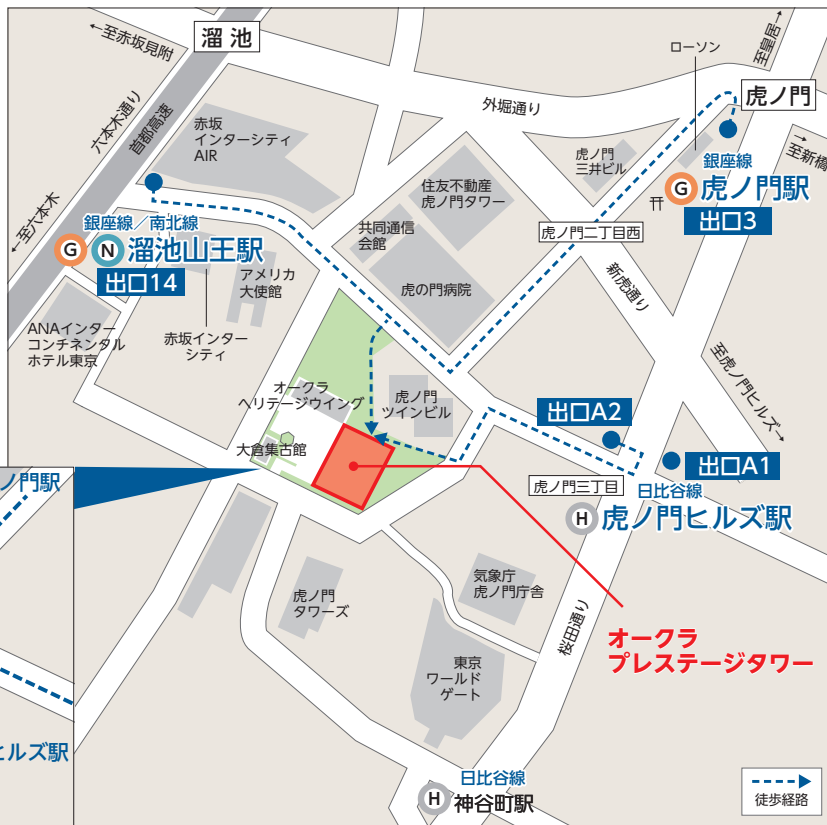 ←至赤坂見附
溜池
六本木通り
首都高速
←至六本木
赤坂
インターシティ
AIR
外堀通り
ローソン
至皇居→
虎ノ門
→至新橋
銀座線
G 虎ノ門駅
出口3
虎ノ門
三井ビル
住友不動産
虎ノ門タワー
虎ノ門二丁目西
共同通信
会館
虎の門病院
新虎通り
至虎ノ門ヒルズ→
銀座線/南北線
G N 溜池山王駅
出口14
アメリカ
大使館
赤坂インター
シティ
ANAインター
コンチネンタル
ホテル東京
オークラ
ヘリテージウイング
虎ノ門
ツインビル
大倉集古館
出口A2
出口A1
虎ノ門三丁目
日比谷線
H 虎ノ門ヒルズ駅
ノ門駅
虎ノ門
タワーズ
気象庁
虎ノ門庁舎
桜田通り
オークラ
プレステージタワー
東京
ワールド
ゲート
ヒルズ駅
日比谷線
H 神谷町駅
徒歩経路